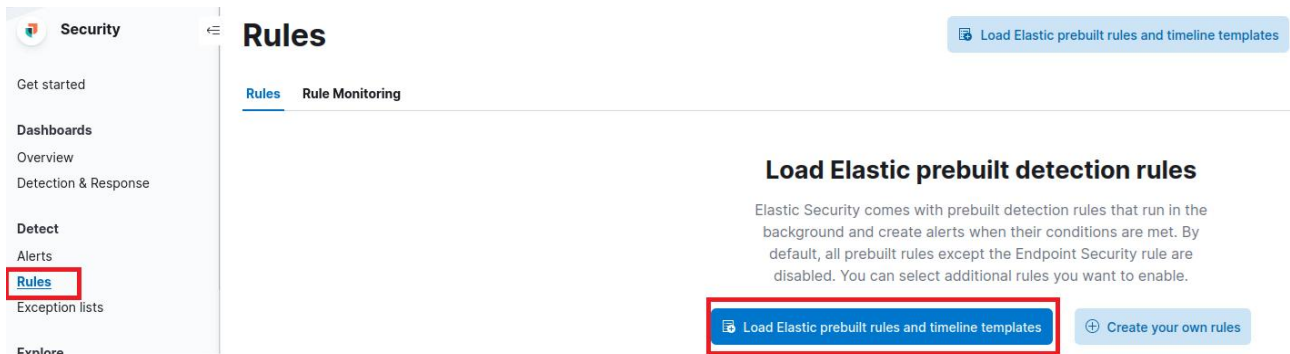 Security
Get started
Dashboards
Overview
Detection & Response
Detect
Alerts
Rules
Exception lists
Explore
Rules
Load Elastic prebuilt rules and timeline templates
Rules Rule Monitoring
Load Elastic prebuilt detection rules
Elastic Security comes with prebuilt detection rules that run in the
background and create alerts when their conditions are met. By
default, all prebuilt rules except the Endpoint Security rule are
disabled. You can select additional rules you want to enable.
Load Elastic prebuilt rules and timeline templates
Create your own rules